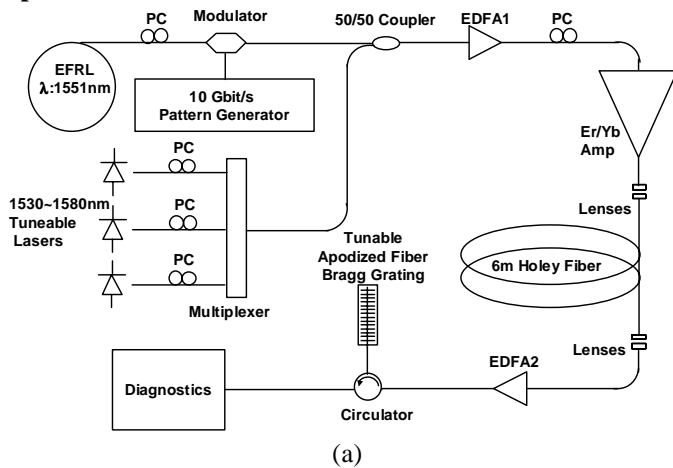 PC
Modulator
50/50 Coupler
EDFA1
PC
EFRL
λ:1551nm
10 Gbit/s
Pattern Generator
Er/Yb
Amp
PC
1530~1580nm
Tuneable
Lasers
PC
PC
Multiplexer
Lenses
Tunable
Apodized Fiber
Bragg Grating
6m Holey Fiber
Lenses
EDFA2
Diagnostics
Circulator
(a)